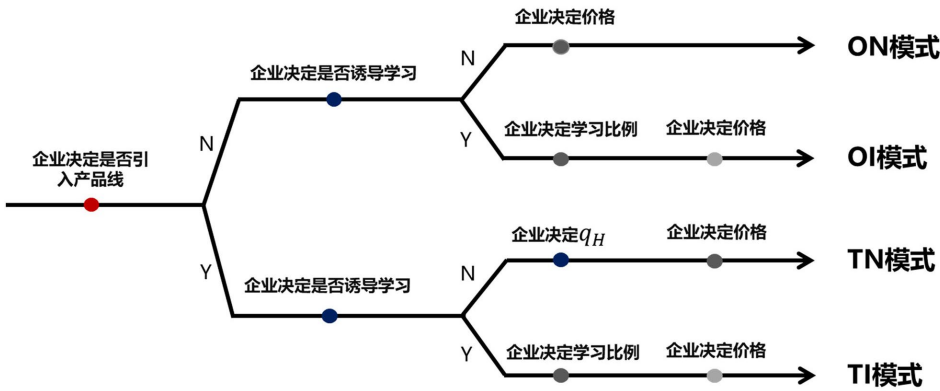 企业决定价格
N
ON模式
企业决定是否诱导学习
Y
企业决定学习比例
企业决定价格
OI模式
N
企业决定是否引
入产品线
Y
企业决定q_H
企业决定价格
N
TN模式
企业决定是否诱导学习
Y
企业决定学习比例
企业决定价格
TI模式